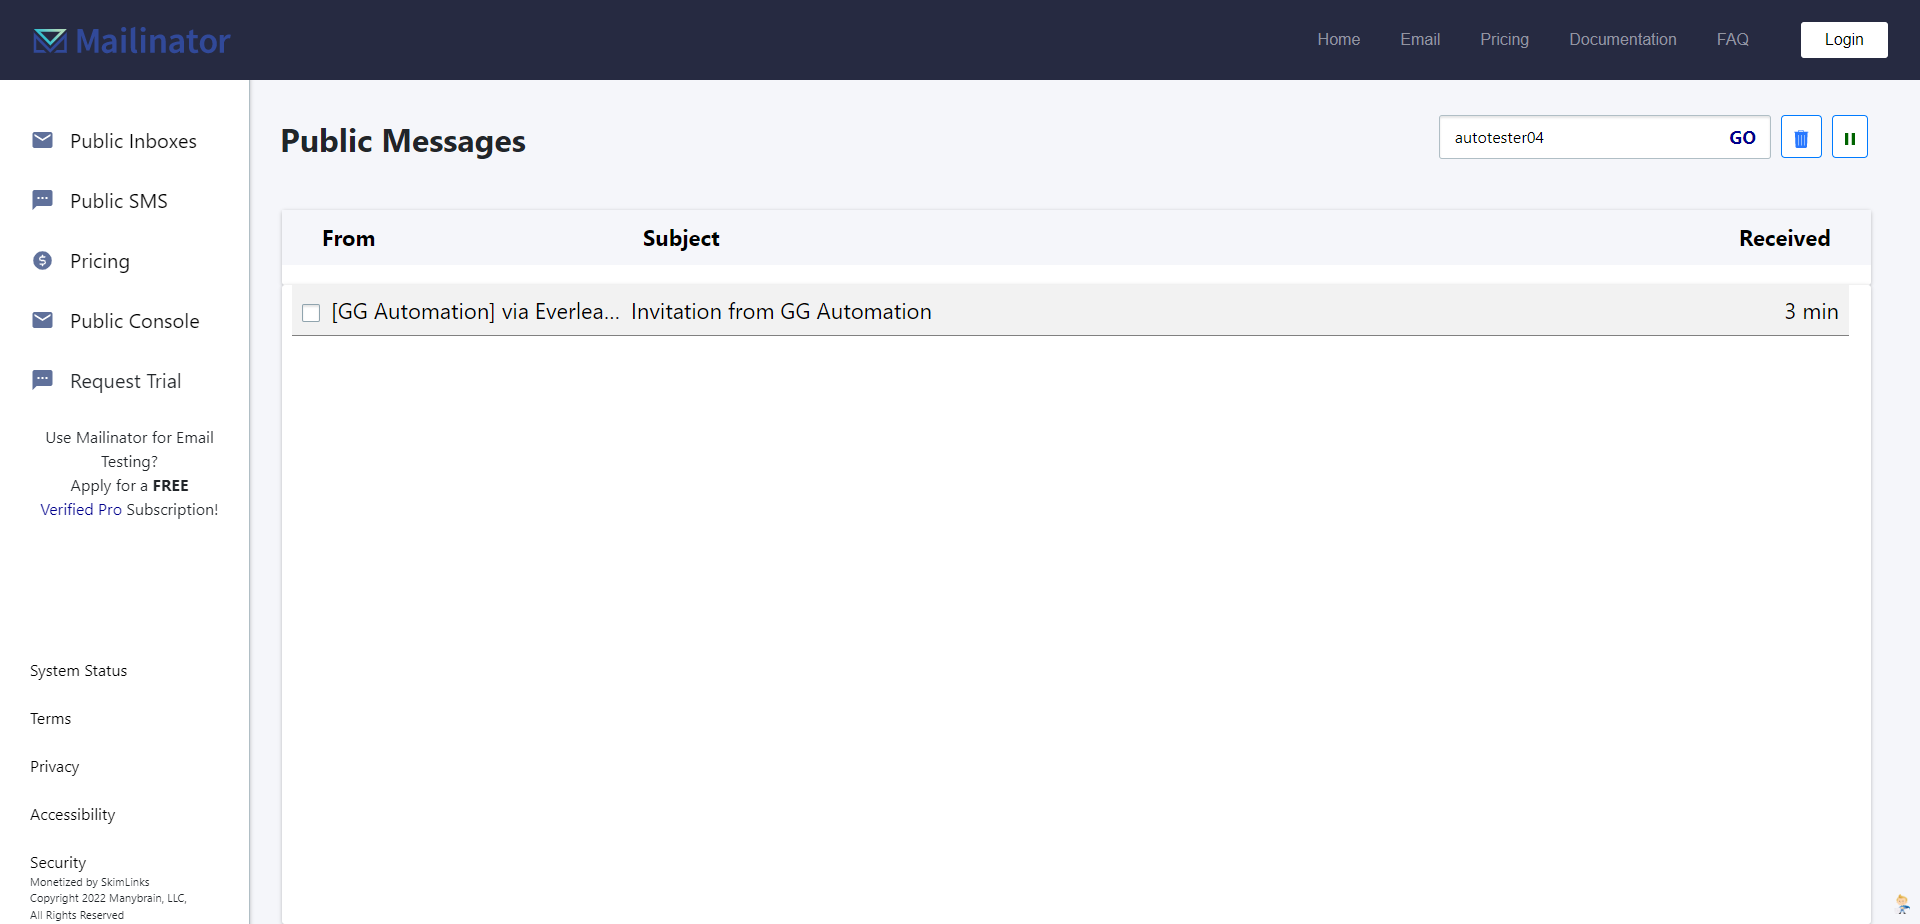 Mailinator
Home Email Pricing Documentation FAQ Login
Public Inboxes
Public SMS
Pricing
Public Console
Request Trial
Use Mailinator for Email
Testing?
Apply for a FREE
Verified Pro Subscription!
System Status
Terms
Privacy
Accessibility
Security
Monetized by SkimLinks
Copyright 2022 Manybrain, LLC,
All Rights Reserved
Public Messages
autotester04 GO
From Subject Received
[GG Automation] via Everlea... Invitation from GG Automation 3 min